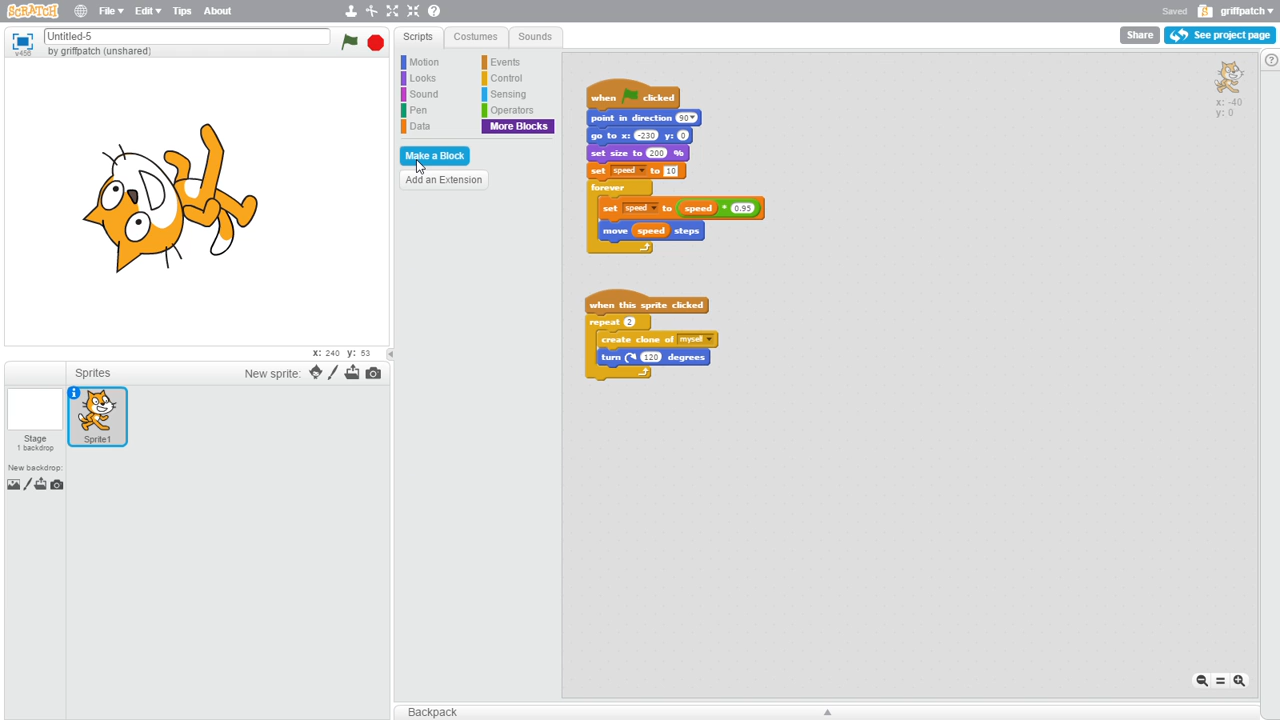 SCRATCH File▼ Edit▼ Tips About Saved griffpatch▼
v456 Untitled-5
by griffpatch (unshared)
Scripts Costumes Sounds
Share See project page
Motion Events
Looks Control
Sound Sensing
Pen Operators
Data More Blocks
Make a Block
Add an Extension
when clicked
point in direction 90▼
go to x: -230 y: 0
set size to 200 %
set speed to 10
forever
set speed to speed * 0.95
move speed steps
when this sprite clicked
repeat 2
create clone of myself
turn 120 degrees
x: -40
y: 0
X: 240 y: 53
Sprites New sprite:
Stage
1 backdrop
Sprite1
New backdrop:
Backpack